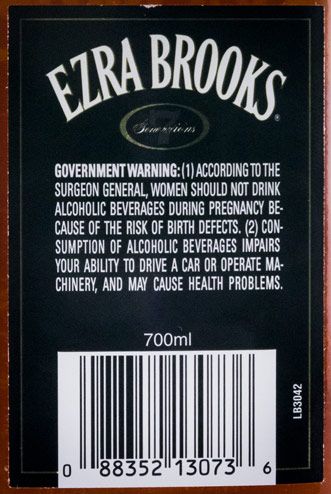 EZRA BROOKS®
7
Generations
GOVERNMENT WARNING: (1) ACCORDING TO THE
SURGEON GENERAL, WOMEN SHOULD NOT DRINK
ALCOHOLIC BEVERAGES DURING PREGNANCY BE-
CAUSE OF THE RISK OF BIRTH DEFECTS. (2) CON-
SUMPTION OF ALCOHOLIC BEVERAGES IMPAIRS
YOUR ABILITY TO DRIVE A CAR OR OPERATE MA-
CHINERY, AND MAY CAUSE HEALTH PROBLEMS.
700ml
LB3042
0 88352 13073 6